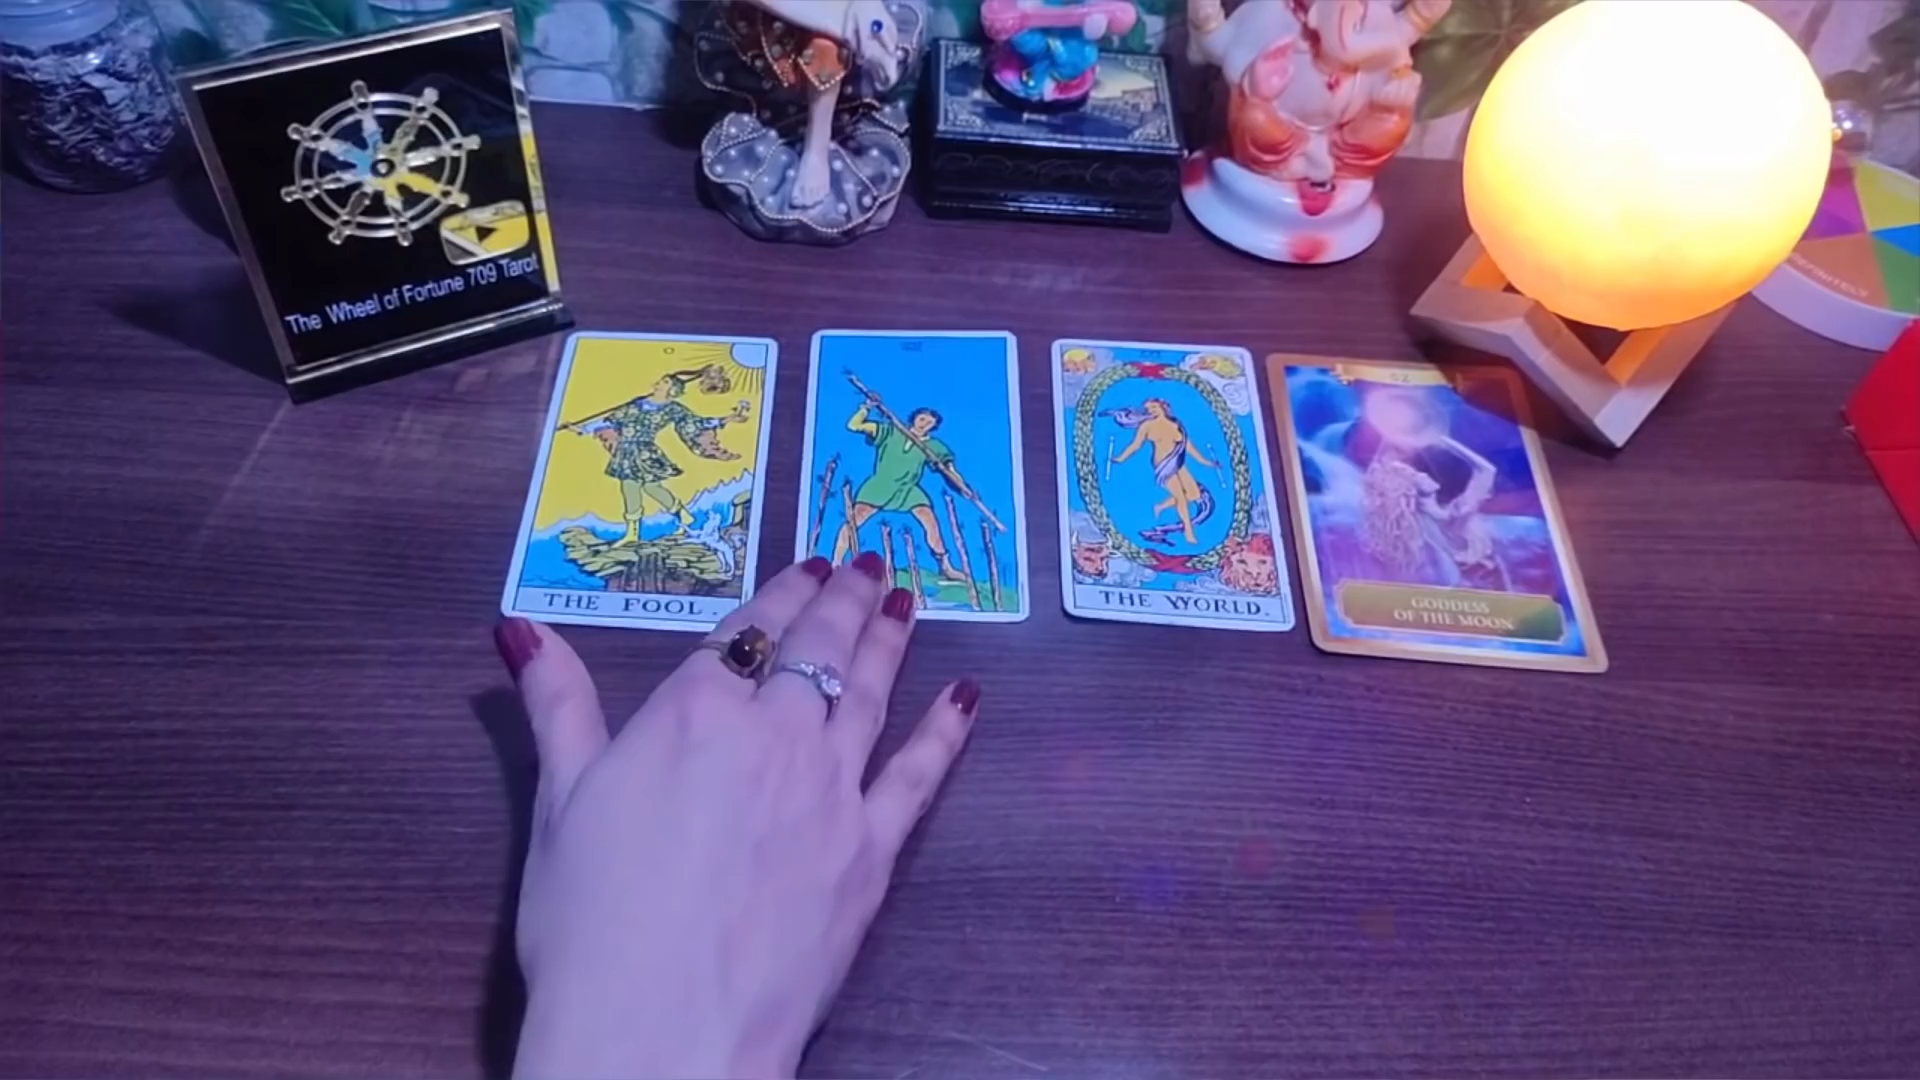 The Wheel of Fortune 709 Tarot
THE FOOL.
THE WORLD.
GODDESS
OF THE MOON